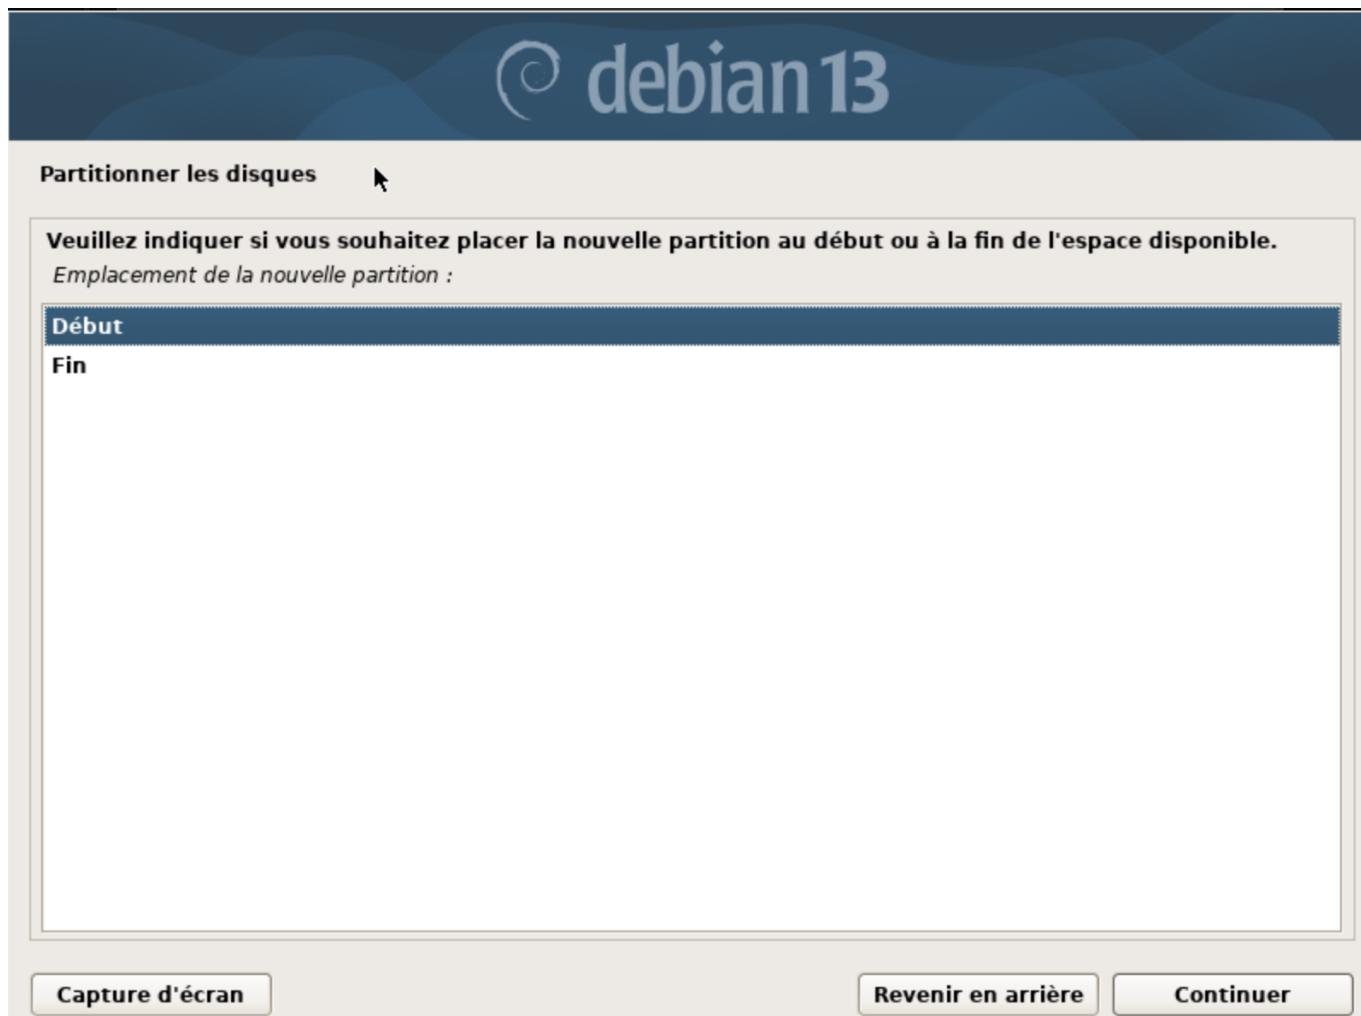 debian 13
Partitionner les disques
Veuillez indiquer si vous souhaitez placer la nouvelle partition au début ou à la fin de l'espace disponible.
Emplacement de la nouvelle partition :
Début
Fin
Capture d'écran
Revenir en arrière
Continuer